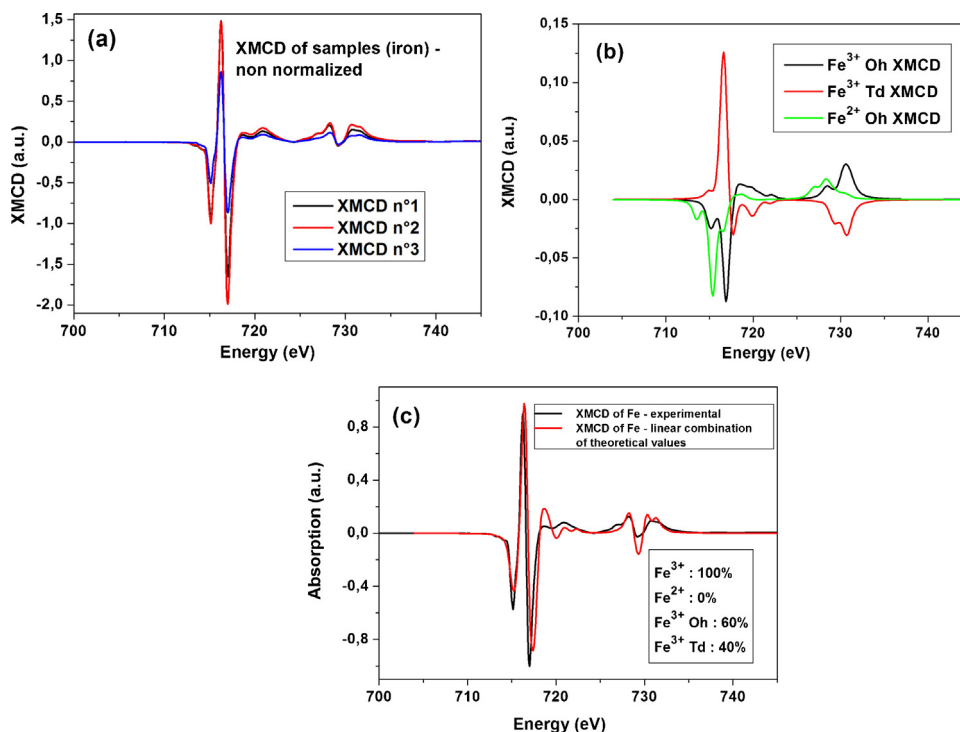 (a)
XMCD of samples (iron) -
non normalized
XMCD (a.u.)
1,5
1,0
0,5
0,0
-0,5
-1,0
-1,5
-2,0
XMCD n°1
XMCD n°2
XMCD n°3
700 710 720 730 740
Energy (eV)
(b)
XMCD (a.u.)
0,15
0,10
0,05
0,00
-0,05
-0,10
Fe3+ Oh XMCD
Fe3+ Td XMCD
Fe2+ Oh XMCD
700 710 720 730 740
Energy (eV)
(c)
Absorption (a.u.)
0,8
0,4
0,0
-0,4
-0,8
XMCD of Fe - experimental
XMCD of Fe - linear combination
of theoretical values
Fe3+ : 100%
Fe2+ : 0%
Fe3+ Oh : 60%
Fe3+ Td : 40%
700 710 720 730 740
Energy (eV)